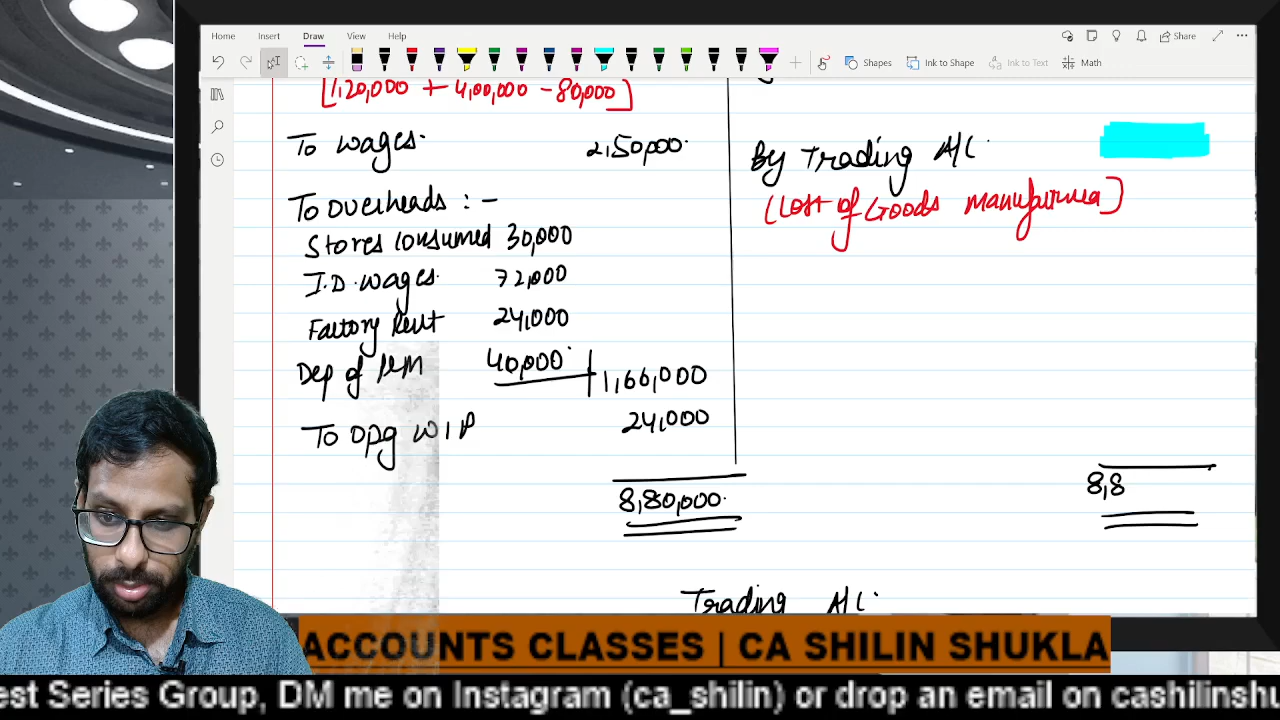 Home Insert Draw View Help Share
Shapes Ink to Shape Ink to Text Math
[1,20,000 + 4,00,000 - 80,000]
To wages. 2,50,000.
By Trading A/C.
(Cost of Goods manufactured)
To Overheads : -
Stores Consumed 30,000
I.D. wages. 72,000
Factory Rent 24,000
Dep of P&M 40,000. 1,66,000
To Opg W I P 24,000
8,80,000. 8,8
Trading A/C.
ACCOUNTS CLASSES | CA SHILIN SHUKLA
est Series Group, DM me on Instagram (ca_shilin) or drop an email on cashilinshu